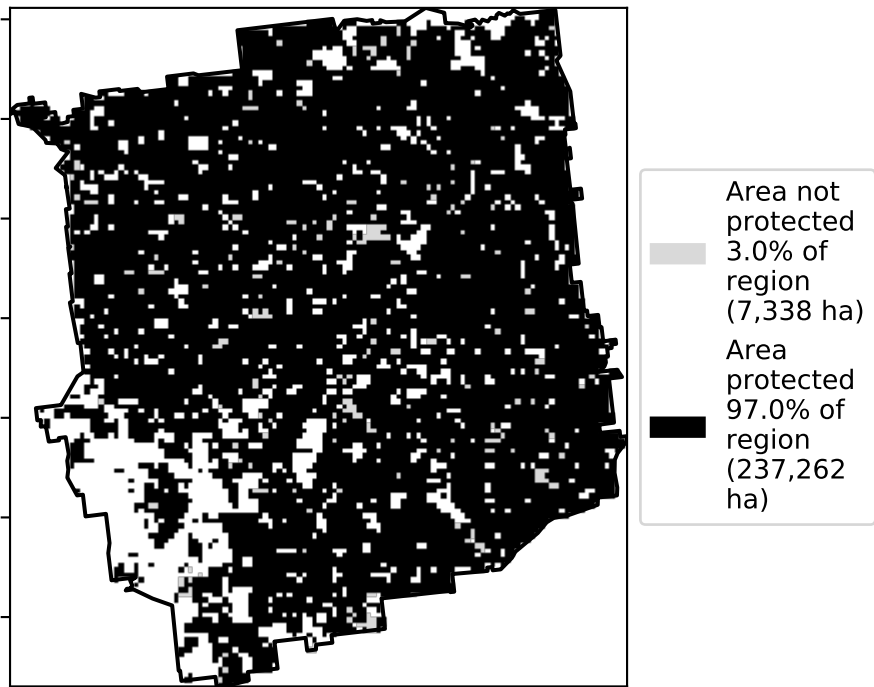 Area not
protected
3.0% of
region
(7,338 ha)
Area
protected
97.0% of
region
(237,262
ha)